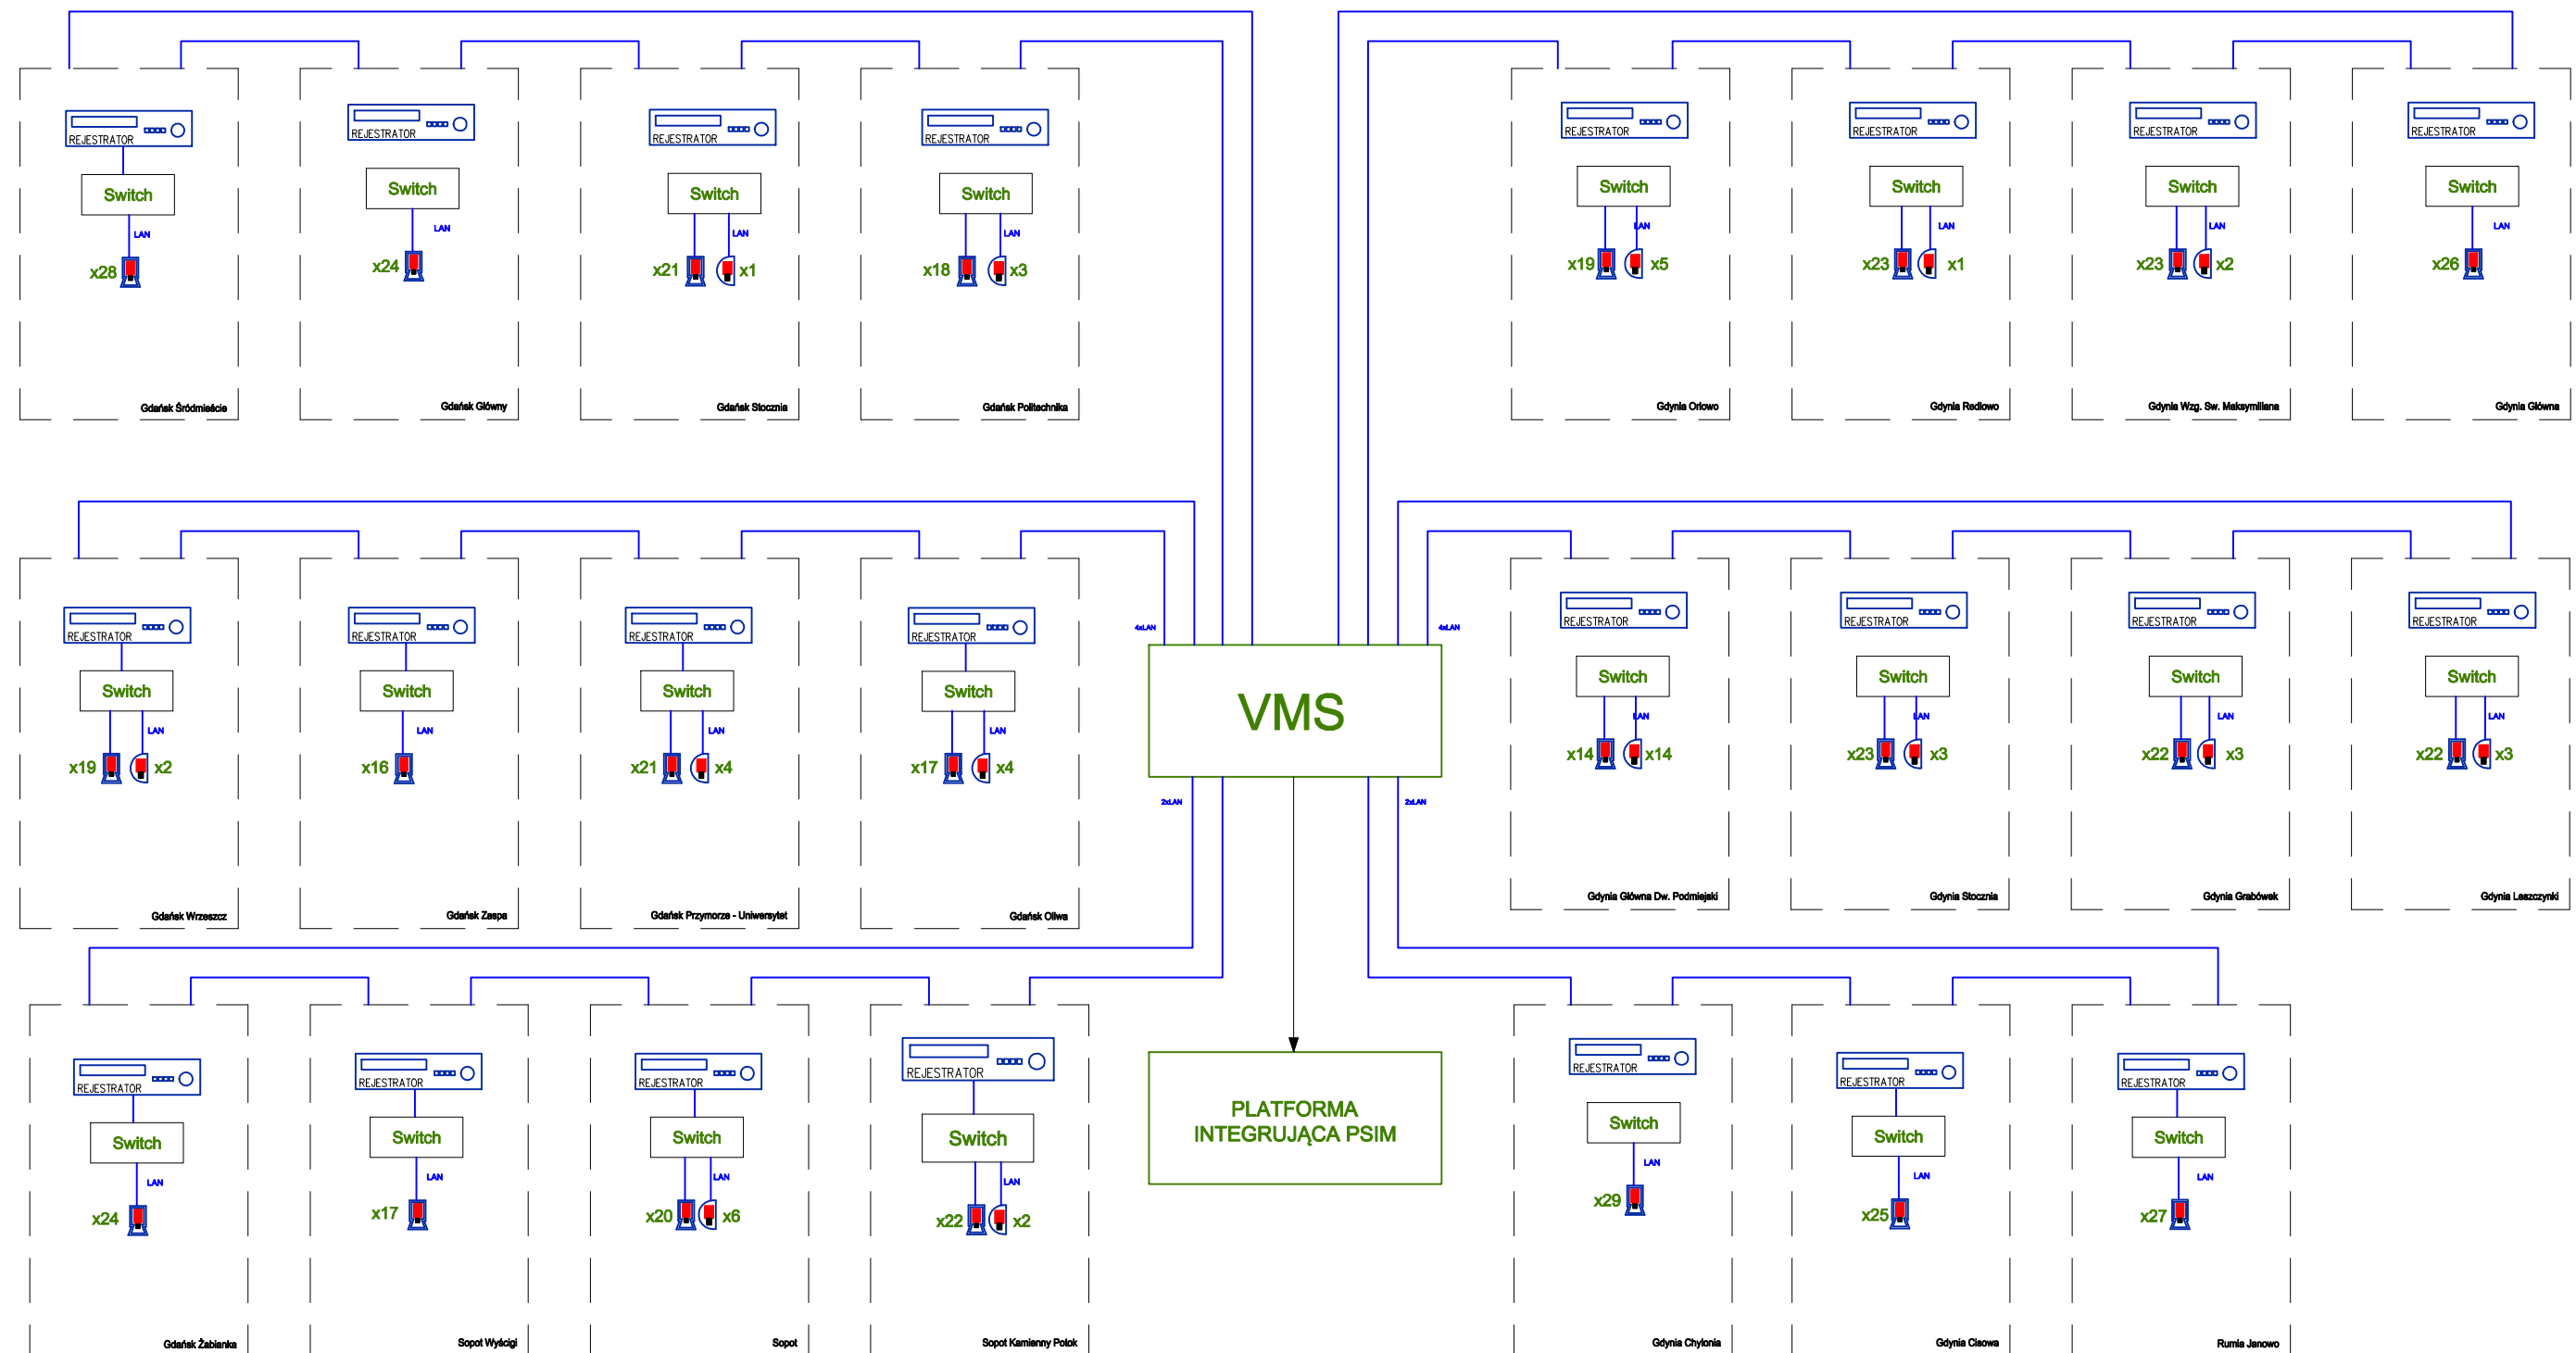 REJESTRATOR
Switch
LAN
x28
Gdańsk Śródmieście
REJESTRATOR
Switch
LAN
x24
Gdańsk Główny
REJESTRATOR
Switch
LAN
x21
x1
Gdańsk Stocznia
REJESTRATOR
Switch
LAN
x18
x3
Gdańsk Politechnika
REJESTRATOR
Switch
LAN
x19
x5
Gdynia Orłowo
REJESTRATOR
Switch
LAN
x23
x1
Gdynia Redłowo
REJESTRATOR
Switch
LAN
x23
x2
Gdynia Wzg. Sw. Maksymiliana
REJESTRATOR
Switch
LAN
x26
Gdynia Główna
REJESTRATOR
Switch
LAN
x19
x2
Gdańsk Wrzeszcz
REJESTRATOR
Switch
LAN
x16
Gdańsk Zaspa
REJESTRATOR
Switch
LAN
x21
x4
Gdańsk Przymorze - Uniwersytet
REJESTRATOR
Switch
LAN
x17
x4
Gdańsk Oliwa
4xLAN
4xLAN
VMS
2xLAN
2xLAN
REJESTRATOR
Switch
LAN
x14
x14
Gdynia Główna Dw. Podmiejski
REJESTRATOR
Switch
LAN
x23
x3
Gdynia Stocznia
REJESTRATOR
Switch
LAN
x22
x3
Gdynia Grabówek
REJESTRATOR
Switch
LAN
x22
x3
Gdynia Leszczynki
REJESTRATOR
Switch
LAN
x24
Gdańsk Żabianka
REJESTRATOR
Switch
LAN
x17
Sopot Wyścigi
REJESTRATOR
Switch
LAN
x20
x6
Sopot
REJESTRATOR
Switch
LAN
x22
x2
Sopot Kamienny Potok
PLATFORMA
INTEGRUJĄCA PSIM
REJESTRATOR
Switch
LAN
x29
Gdynia Chylonia
REJESTRATOR
Switch
LAN
x25
Gdynia Cisowa
REJESTRATOR
Switch
LAN
x27
Rumia Janowo